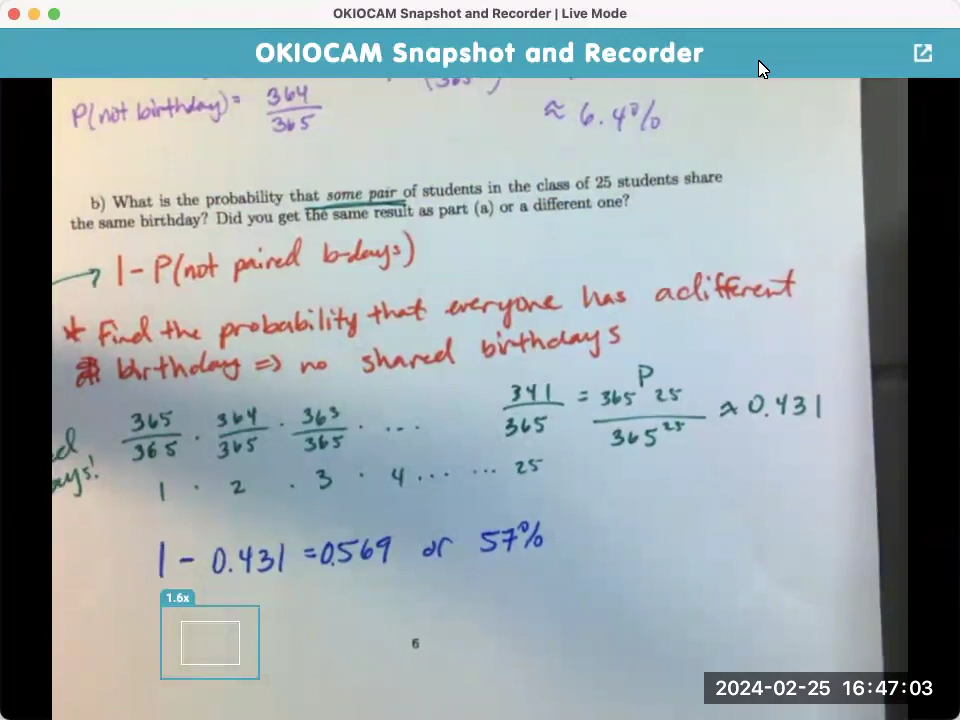 OKIOCAM Snapshot and Recorder | Live Mode
OKIOCAM Snapshot and Recorder
P(not birthday) = 364/365
(365)
≈ 6.4%
b) What is the probability that some pair of students in the class of 25 students share
the same birthday? Did you get the same result as part (a) or a different one?
→ 1 - P(not paired b-days)
* Find the probability that everyone has a different
birthday => no shared birthdays
365/365 · 364/365 · 363/365 · ... 341/365 = 365 P 25 / 365^25 ≈ 0.431
ays!
1 · 2 · 3 · 4 ... ... 25
1 - 0.431 = 0.569 or 57%
1.6x
6
2024-02-25 16:47:03